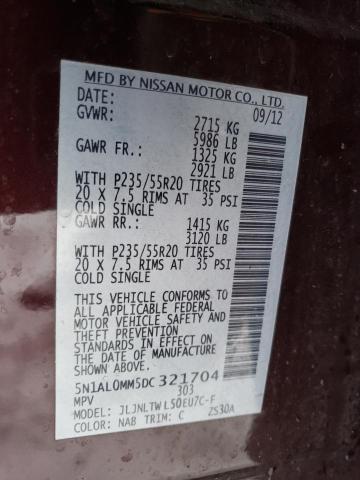 MFD BY NISSAN MOTOR CO., LTD.
DATE: 09/12
GVWR: 2715 KG
5986 LB
GAWR FR.: 1325 KG
2921 LB
WITH P235/55R20 TIRES
20 X 7.5 RIMS AT 35 PSI
COLD SINGLE
GAWR RR.: 1415 KG
3120 LB
WITH P235/55R20 TIRES
20 X 7.5 RIMS AT 35 PSI
COLD SINGLE
THIS VEHICLE CONFORMS TO
ALL APPLICABLE FEDERAL
MOTOR VEHICLE SAFETY AND
THEFT PREVENTION
STANDARDS IN EFFECT ON
THE DATE OF MANUFACTURE
5N1AL0MM5DC321704
MPV 303
MODEL: JLJNLTWL50EU7C-F
COLOR: NAB TRIM: C ZS30A